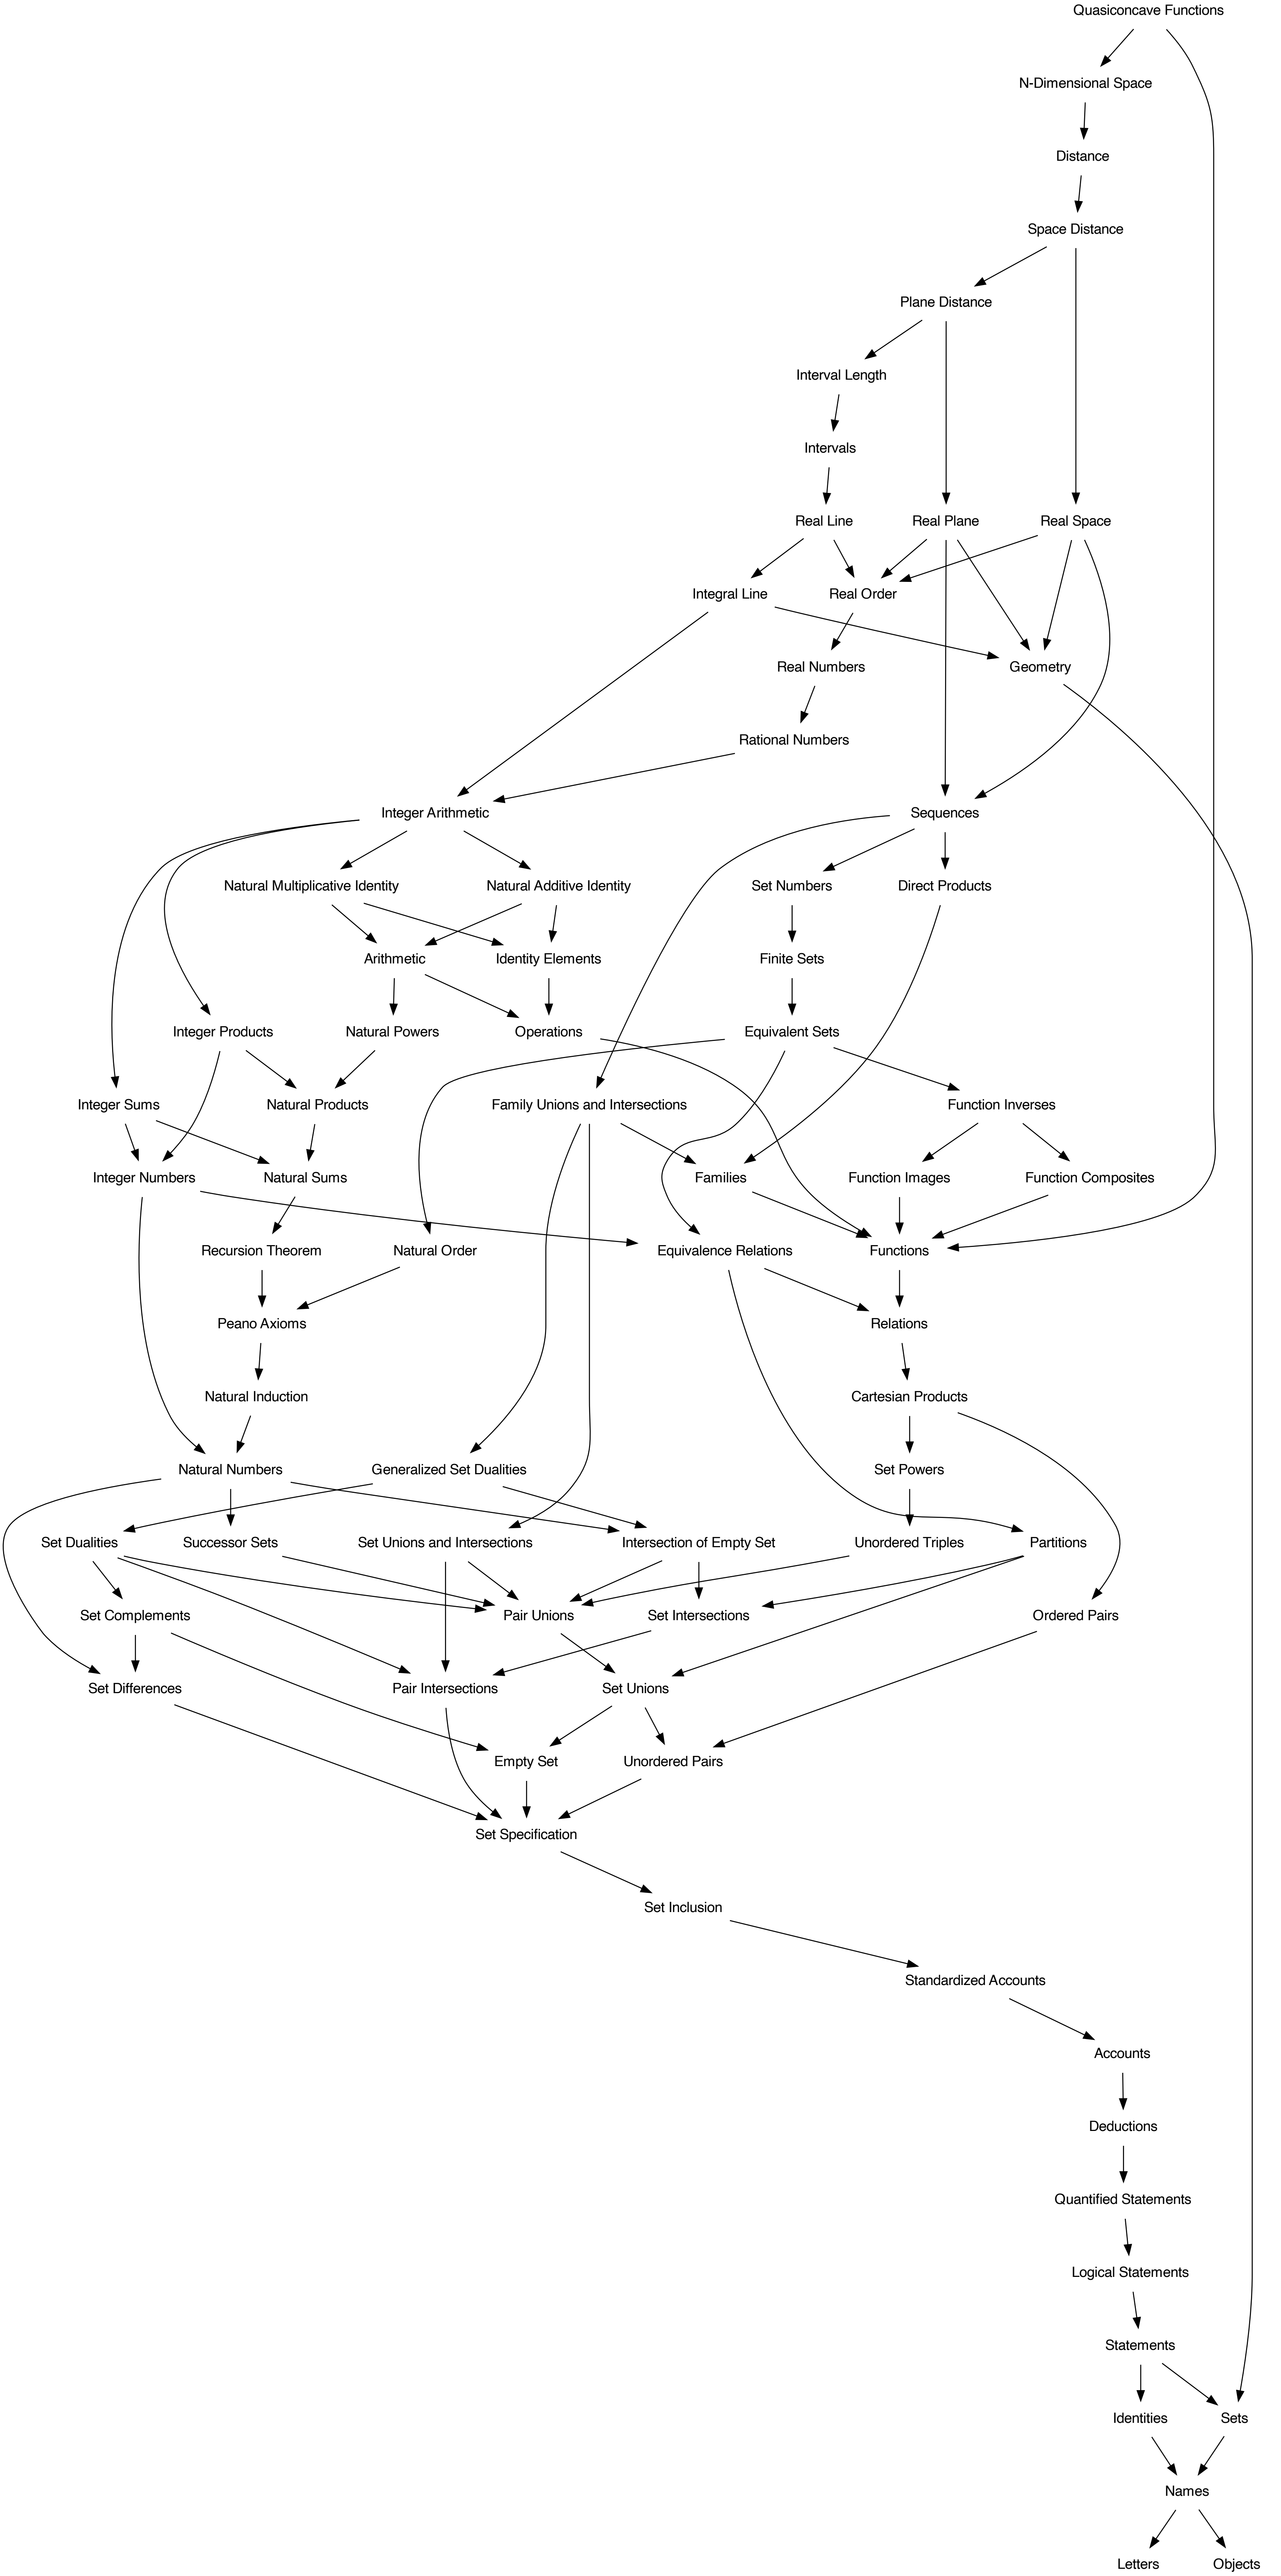 Quasiconcave Functions
N-Dimensional Space
Distance
Space Distance
Plane Distance
Interval Length
Intervals
Real Line
Real Plane
Real Space
Integral Line
Real Order
Real Numbers
Geometry
Rational Numbers
Integer Arithmetic
Sequences
Natural Multiplicative Identity
Natural Additive Identity
Set Numbers
Direct Products
Arithmetic
Identity Elements
Finite Sets
Integer Products
Natural Powers
Operations
Equivalent Sets
Integer Sums
Natural Products
Family Unions and Intersections
Function Inverses
Integer Numbers
Natural Sums
Families
Function Images
Function Composites
Recursion Theorem
Natural Order
Equivalence Relations
Functions
Peano Axioms
Relations
Natural Induction
Cartesian Products
Natural Numbers
Generalized Set Dualities
Set Powers
Set Dualities
Successor Sets
Set Unions and Intersections
Intersection of Empty Set
Unordered Triples
Partitions
Set Complements
Pair Unions
Set Intersections
Ordered Pairs
Set Differences
Pair Intersections
Set Unions
Empty Set
Unordered Pairs
Set Specification
Set Inclusion
Standardized Accounts
Accounts
Deductions
Quantified Statements
Logical Statements
Statements
Identities
Sets
Names
Letters
Objects